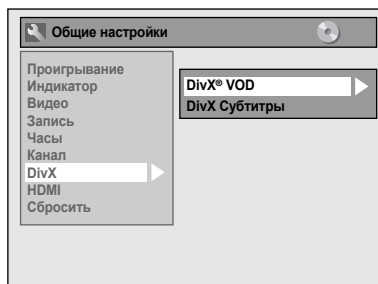 Общие настройки
Проигрывание
Индикатор
Видео
Запись
Часы
Канал
DivX
HDMI
Сбросить
DivX® VOD
DivX Субтитры